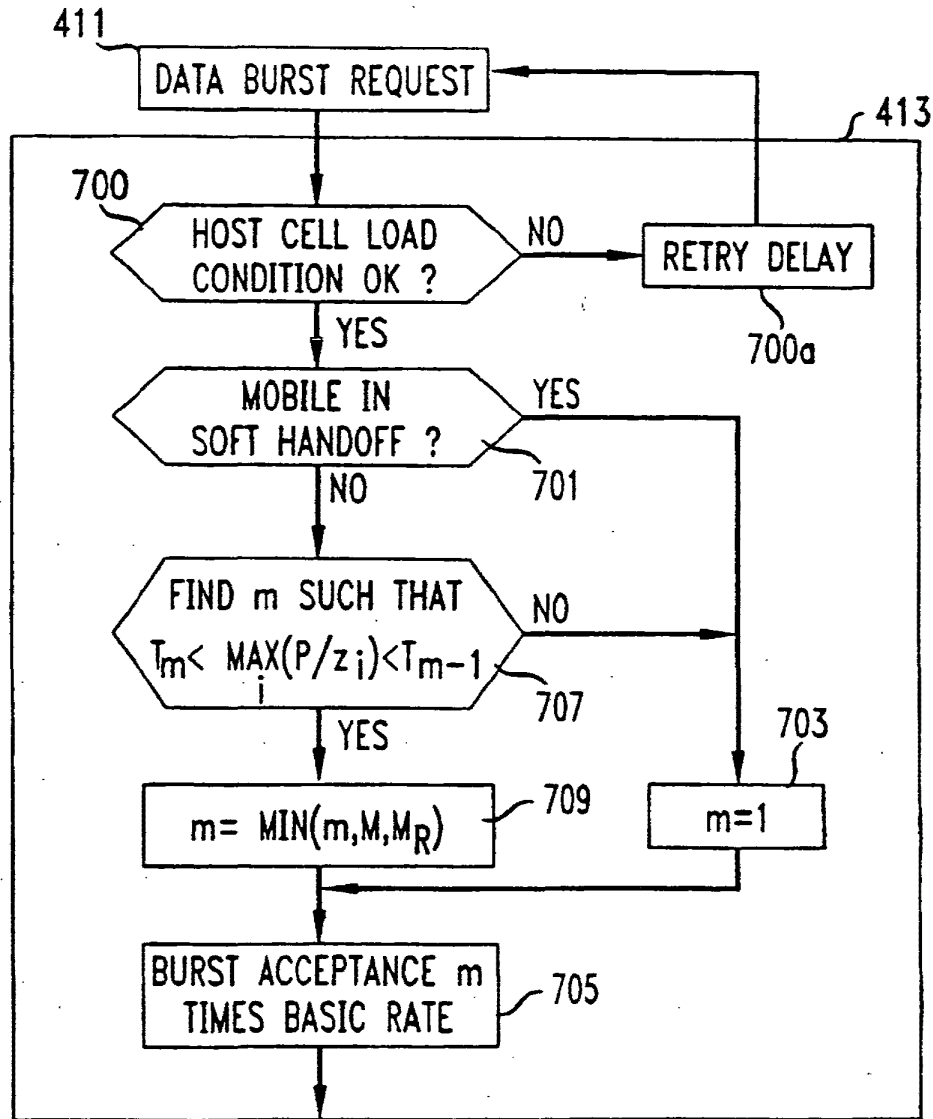 411
DATA BURST REQUEST
413
700
HOST CELL LOAD
CONDITION OK ?
NO
RETRY DELAY
700a
YES
MOBILE IN
SOFT HANDOFF ?
YES
701
NO
FIND m SUCH THAT
Tm< MAX(P/zi)<Tm-1
i
NO
707
YES
703
m= MIN(m,M,MR)
709
m=1
BURST ACCEPTANCE m
TIMES BASIC RATE
705